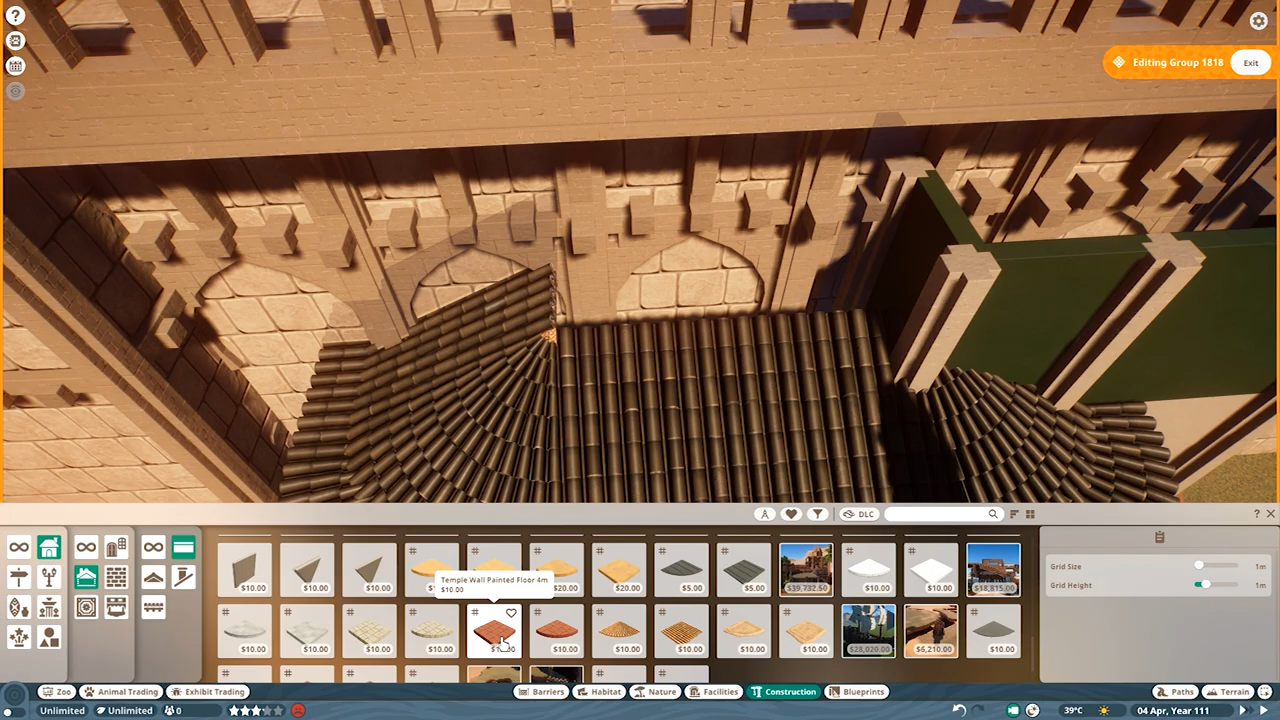 ?
Editing Group 1818
Exit
DLC
? ×
$10.00
$10.00
$10.00
$20.00
$20.00
$5.00
$5.00
$39,732.50
$10.00
$10.00
$18,815.00
Temple Wall Painted Floor 4m
$10.00
$10.00
$10.00
$10.00
$10.00
$10.00
$10.00
$10.00
$10.00
$10.00
$28,020.00
$6,210.00
$10.00
Grid Size 1m
Grid Height 1m
Zoo
Animal Trading
Exhibit Trading
Barriers
Habitat
Nature
Facilities
Construction
Blueprints
Paths
Terrain
Unlimited
Unlimited
0
39°C
04 Apr, Year 111